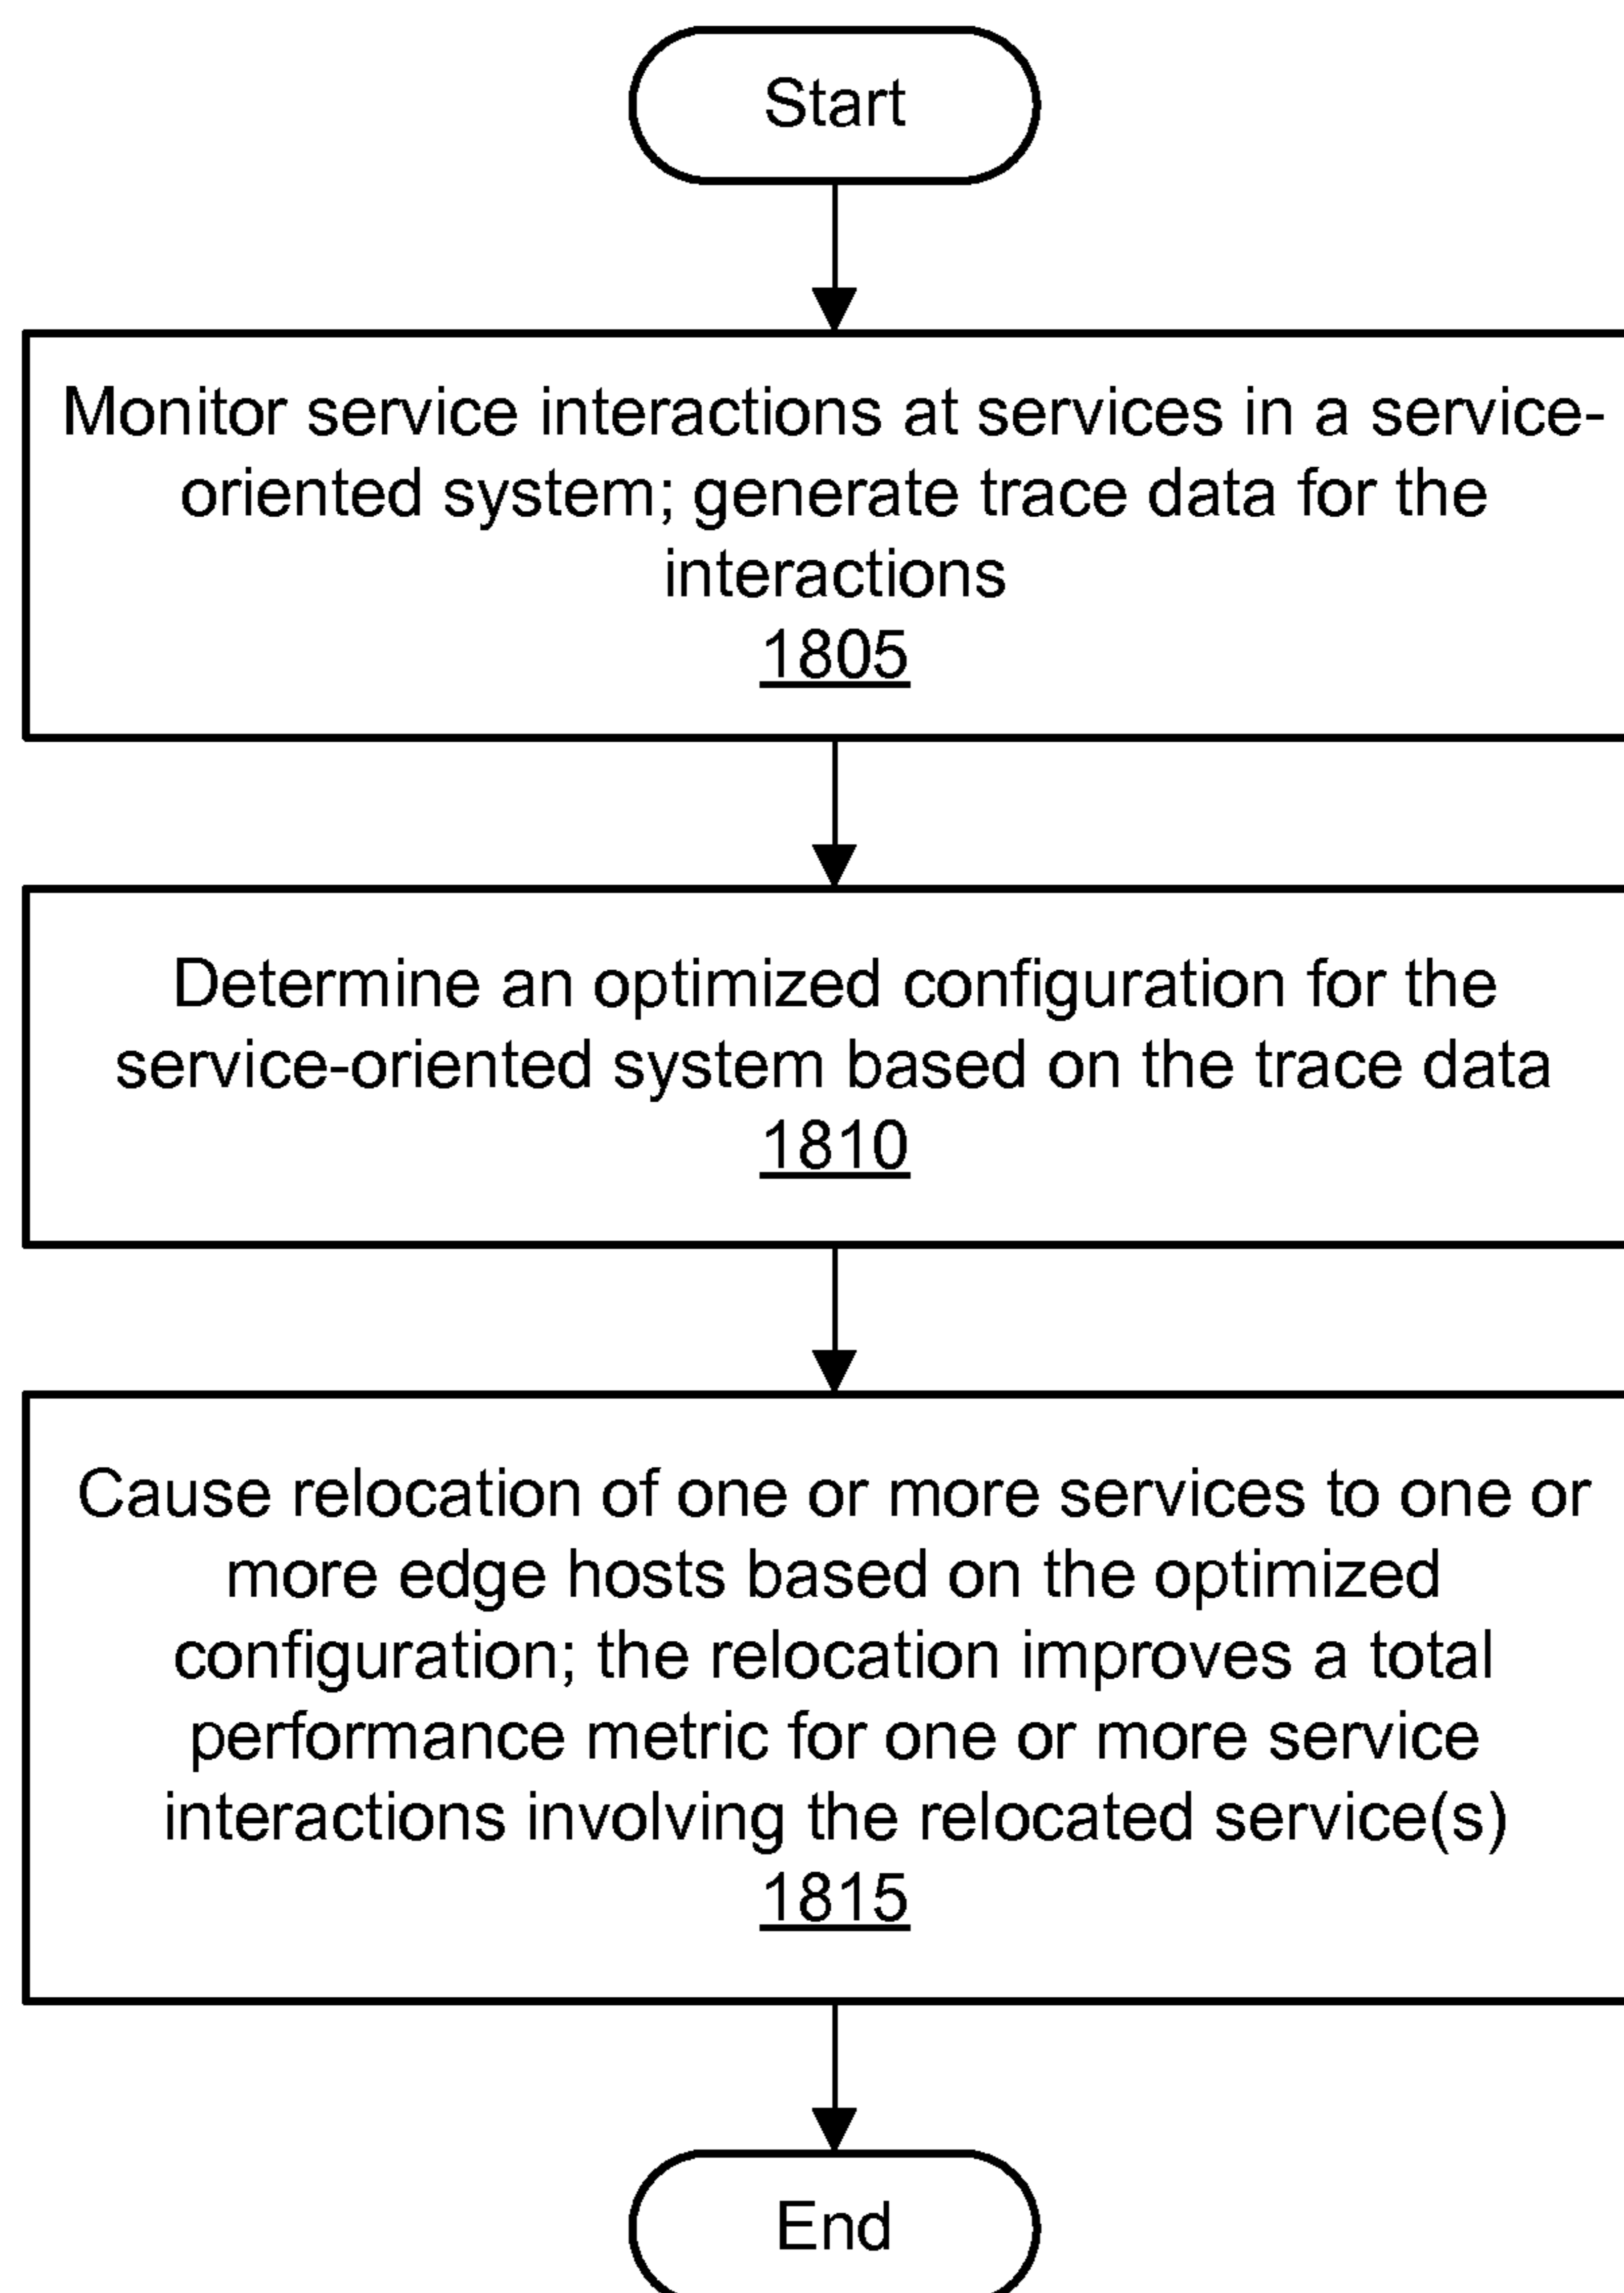 Start
Monitor service interactions at services in a service-
oriented system; generate trace data for the
interactions
1805
Determine an optimized configuration for the
service-oriented system based on the trace data
1810
Cause relocation of one or more services to one or
more edge hosts based on the optimized
configuration; the relocation improves a total
performance metric for one or more service
interactions involving the relocated service(s)
1815
End